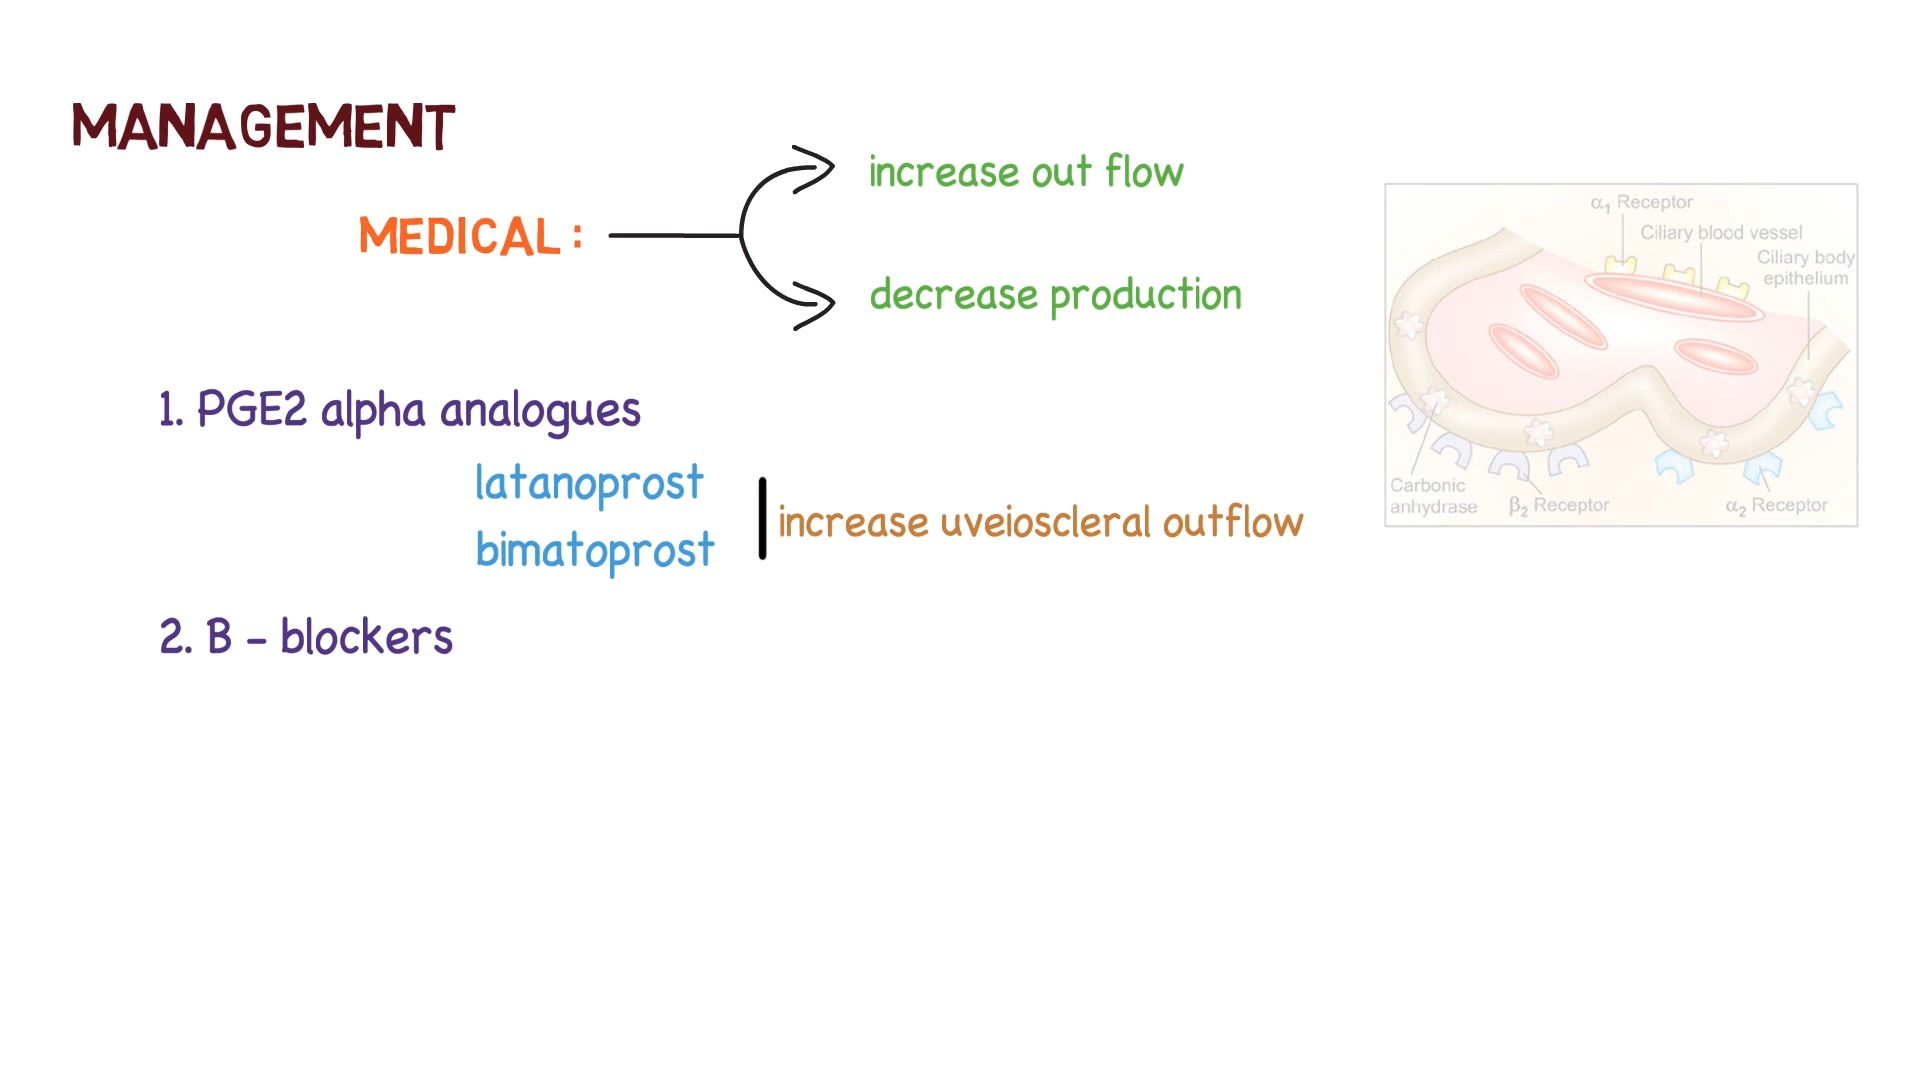 MANAGEMENT
MEDICAL :
increase out flow
decrease production
1. PGE2 alpha analogues
latanoprost
bimatoprost
increase uveioscleral outflow
2. B - blockers
α1 Receptor
Ciliary blood vessel
Ciliary body
epithelium
Carbonic
anhydrase
β2 Receptor
α2 Receptor